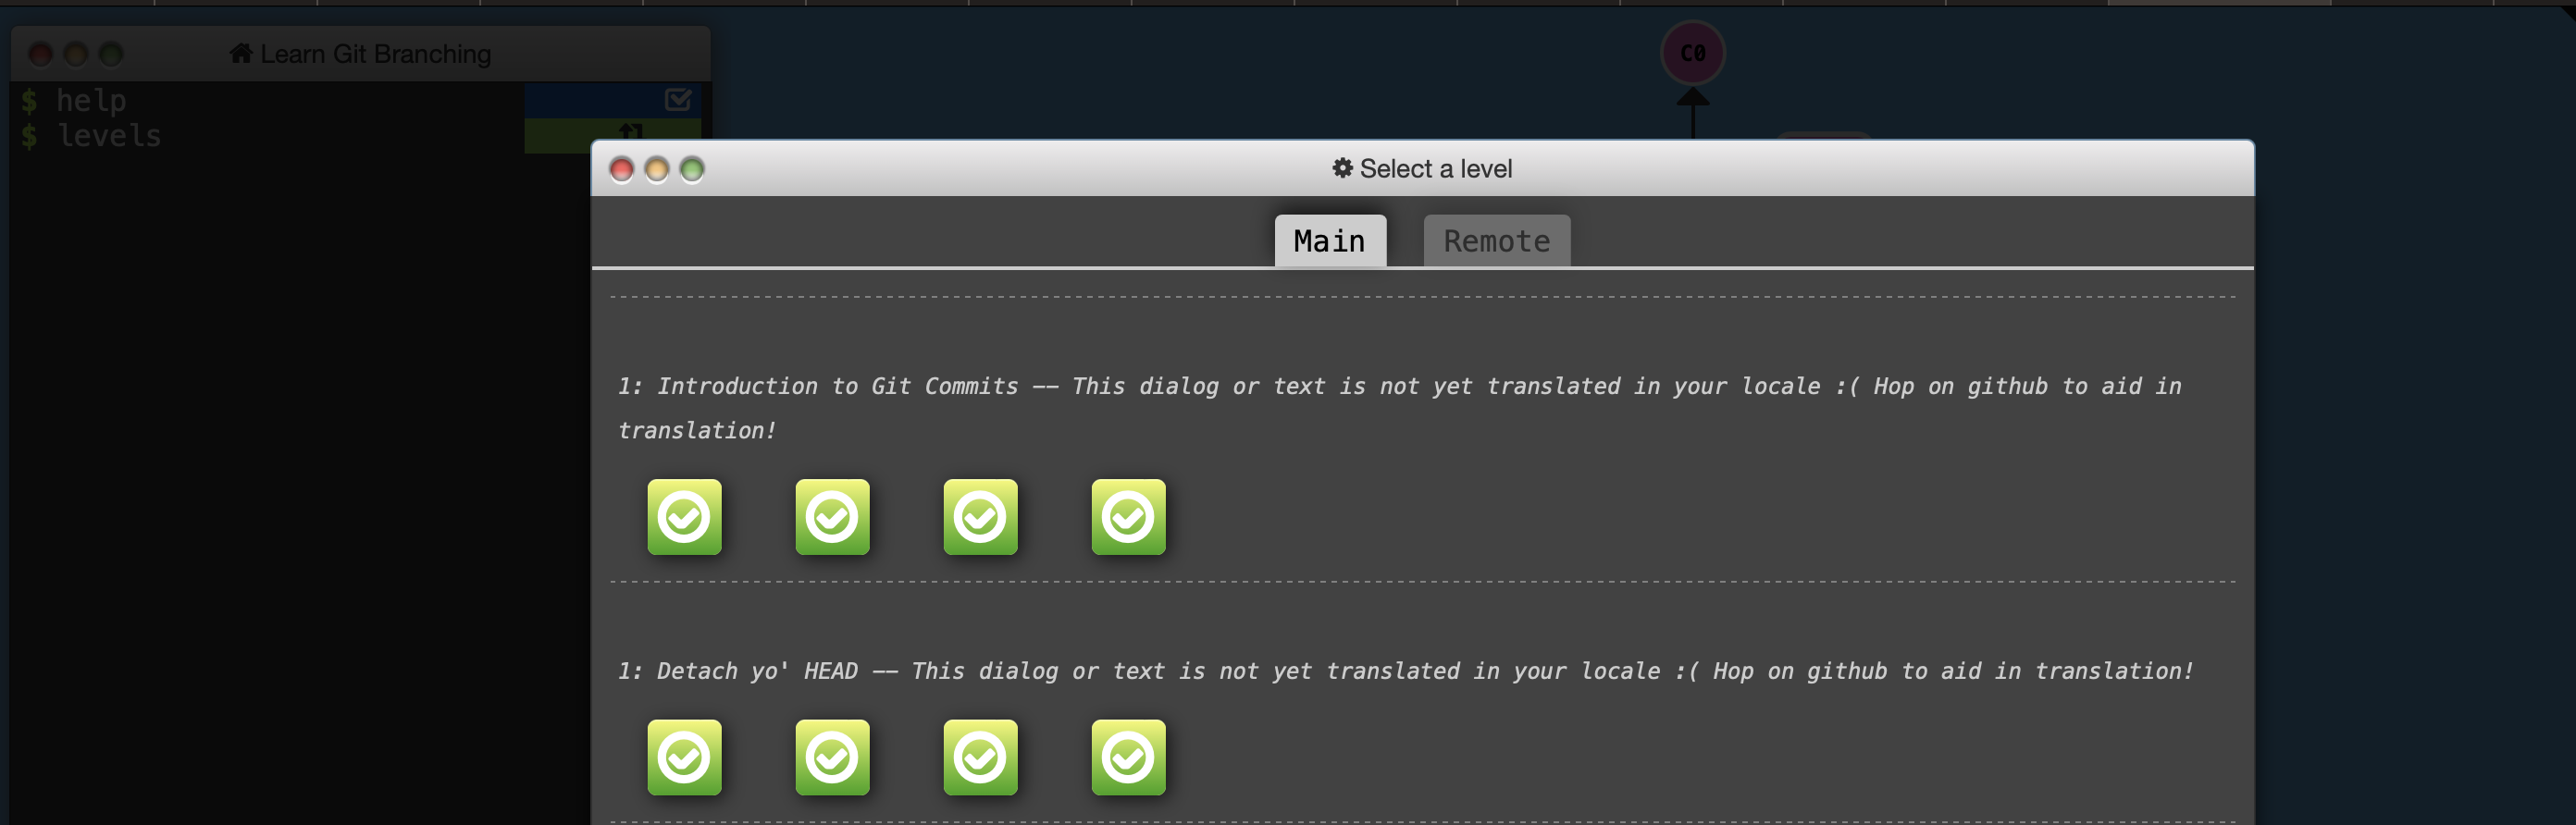 Learn Git Branching
$ help
$ levels
C0
Select a level
Main
Remote
1: Introduction to Git Commits -- This dialog or text is not yet translated in your locale :( Hop on github to aid in
translation!
1: Detach yo' HEAD -- This dialog or text is not yet translated in your locale :( Hop on github to aid in translation!